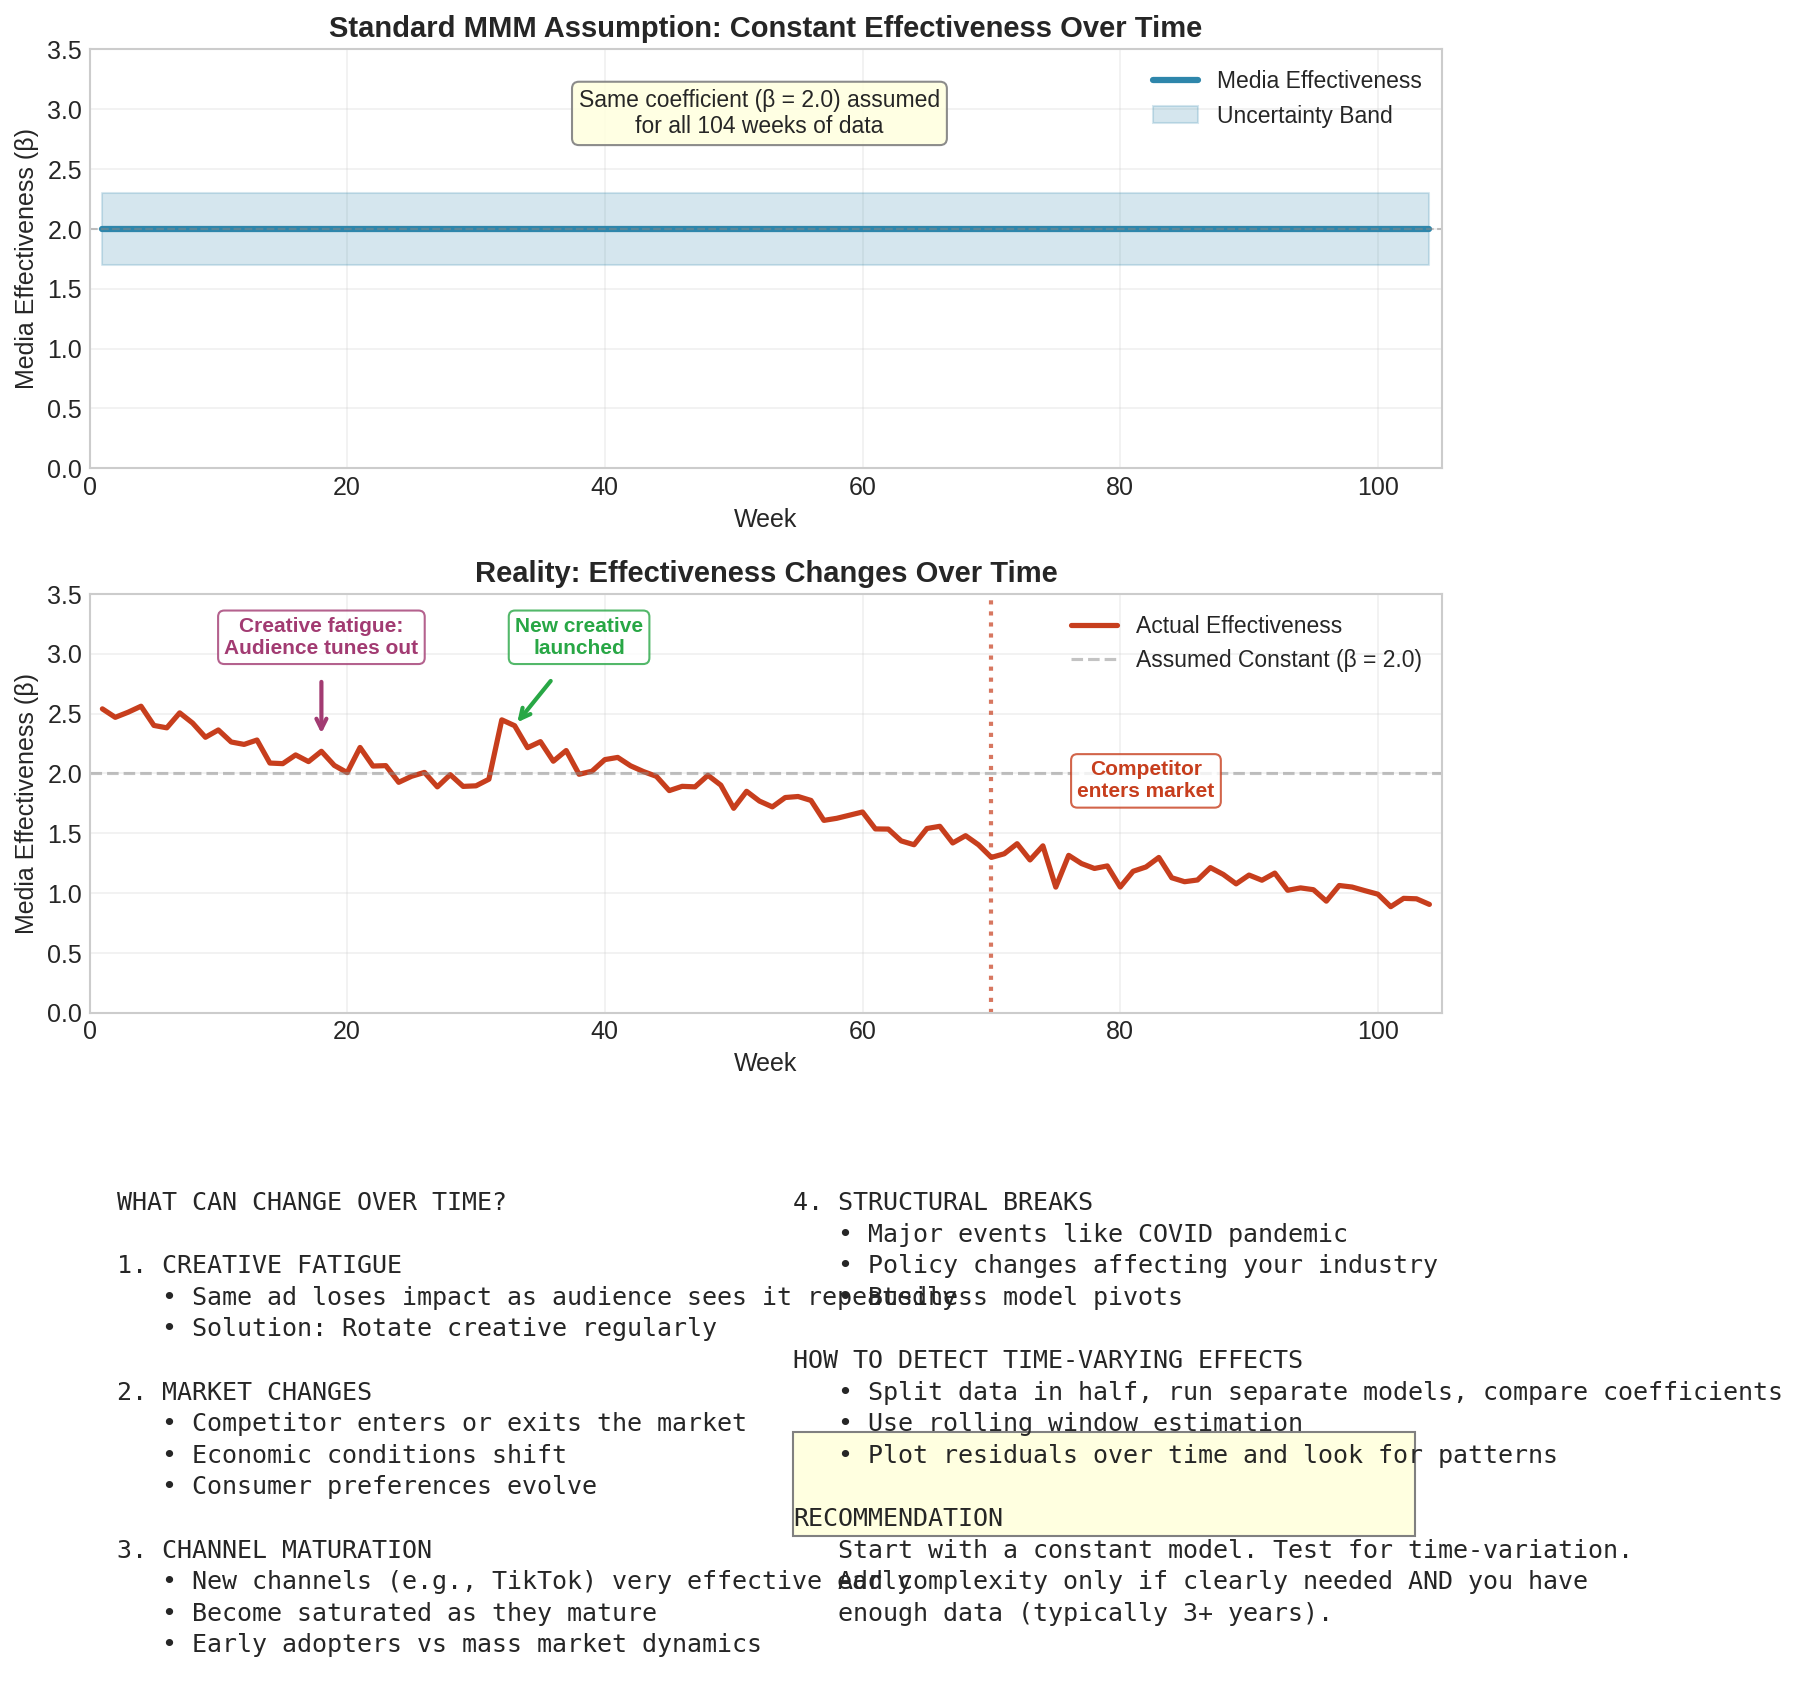 Standard MMM Assumption: Constant Effectiveness Over Time
3.5
3.0
2.5
2.0
1.5
1.0
0.5
0.0
Media Effectiveness (β)
Same coefficient (β = 2.0) assumed
for all 104 weeks of data
Media Effectiveness
Uncertainty Band
0 20 40 60 80 100
Week
Reality: Effectiveness Changes Over Time
3.5
3.0
2.5
2.0
1.5
1.0
0.5
0.0
Media Effectiveness (β)
Creative fatigue:
Audience tunes out
New creative
launched
Actual Effectiveness
Assumed Constant (β = 2.0)
Competitor
enters market
0 20 40 60 80 100
Week
WHAT CAN CHANGE OVER TIME?
1. CREATIVE FATIGUE
• Same ad loses impact as audience sees it repeatedly
• Solution: Rotate creative regularly
2. MARKET CHANGES
• Competitor enters or exits the market
• Economic conditions shift
• Consumer preferences evolve
3. CHANNEL MATURATION
• New channels (e.g., TikTok) very effective early
• Become saturated as they mature
• Early adopters vs mass market dynamics
4. STRUCTURAL BREAKS
• Major events like COVID pandemic
• Policy changes affecting your industry
• Business model pivots
HOW TO DETECT TIME-VARYING EFFECTS
• Split data in half, run separate models, compare coefficients
• Use rolling window estimation
• Plot residuals over time and look for patterns
RECOMMENDATION
Start with a constant model. Test for time-variation.
Add complexity only if clearly needed AND you have
enough data (typically 3+ years).